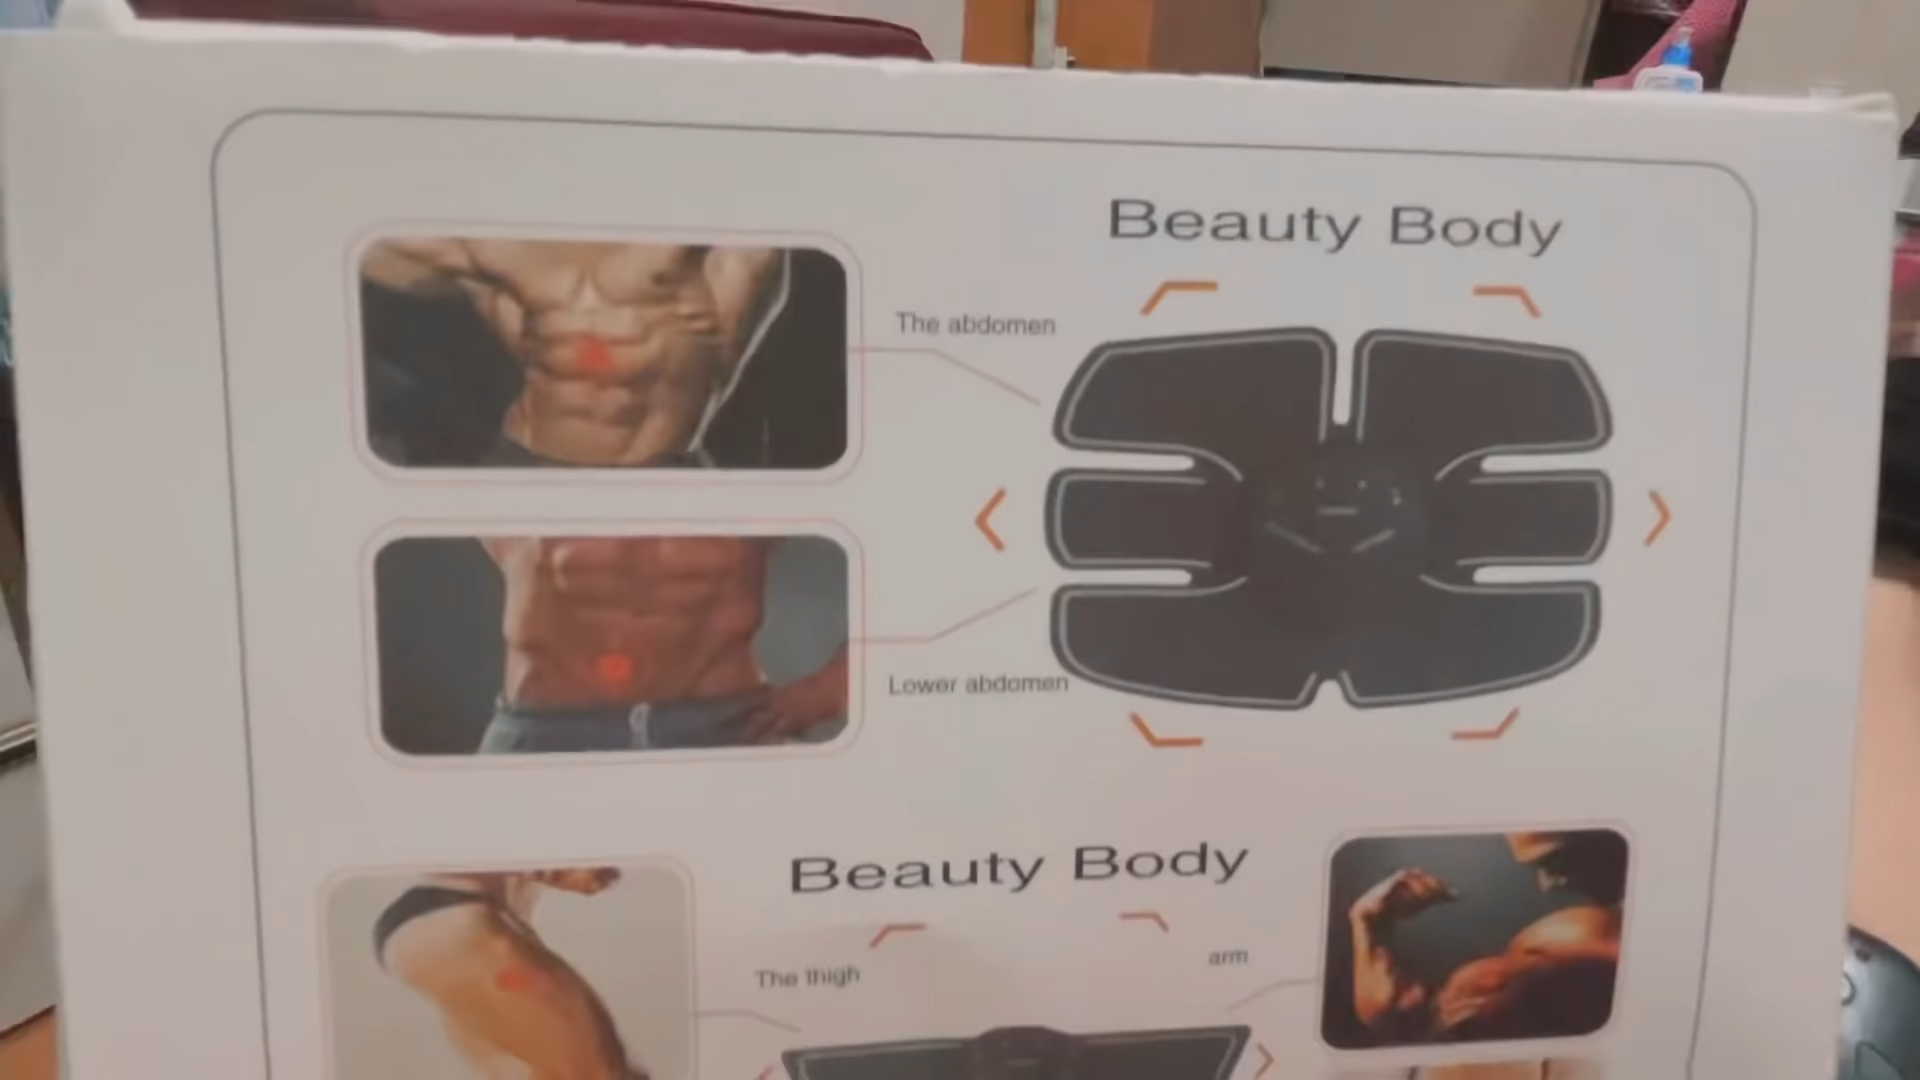 Beauty Body
The abdomen
Lower abdomen
Beauty Body
The thigh
arm